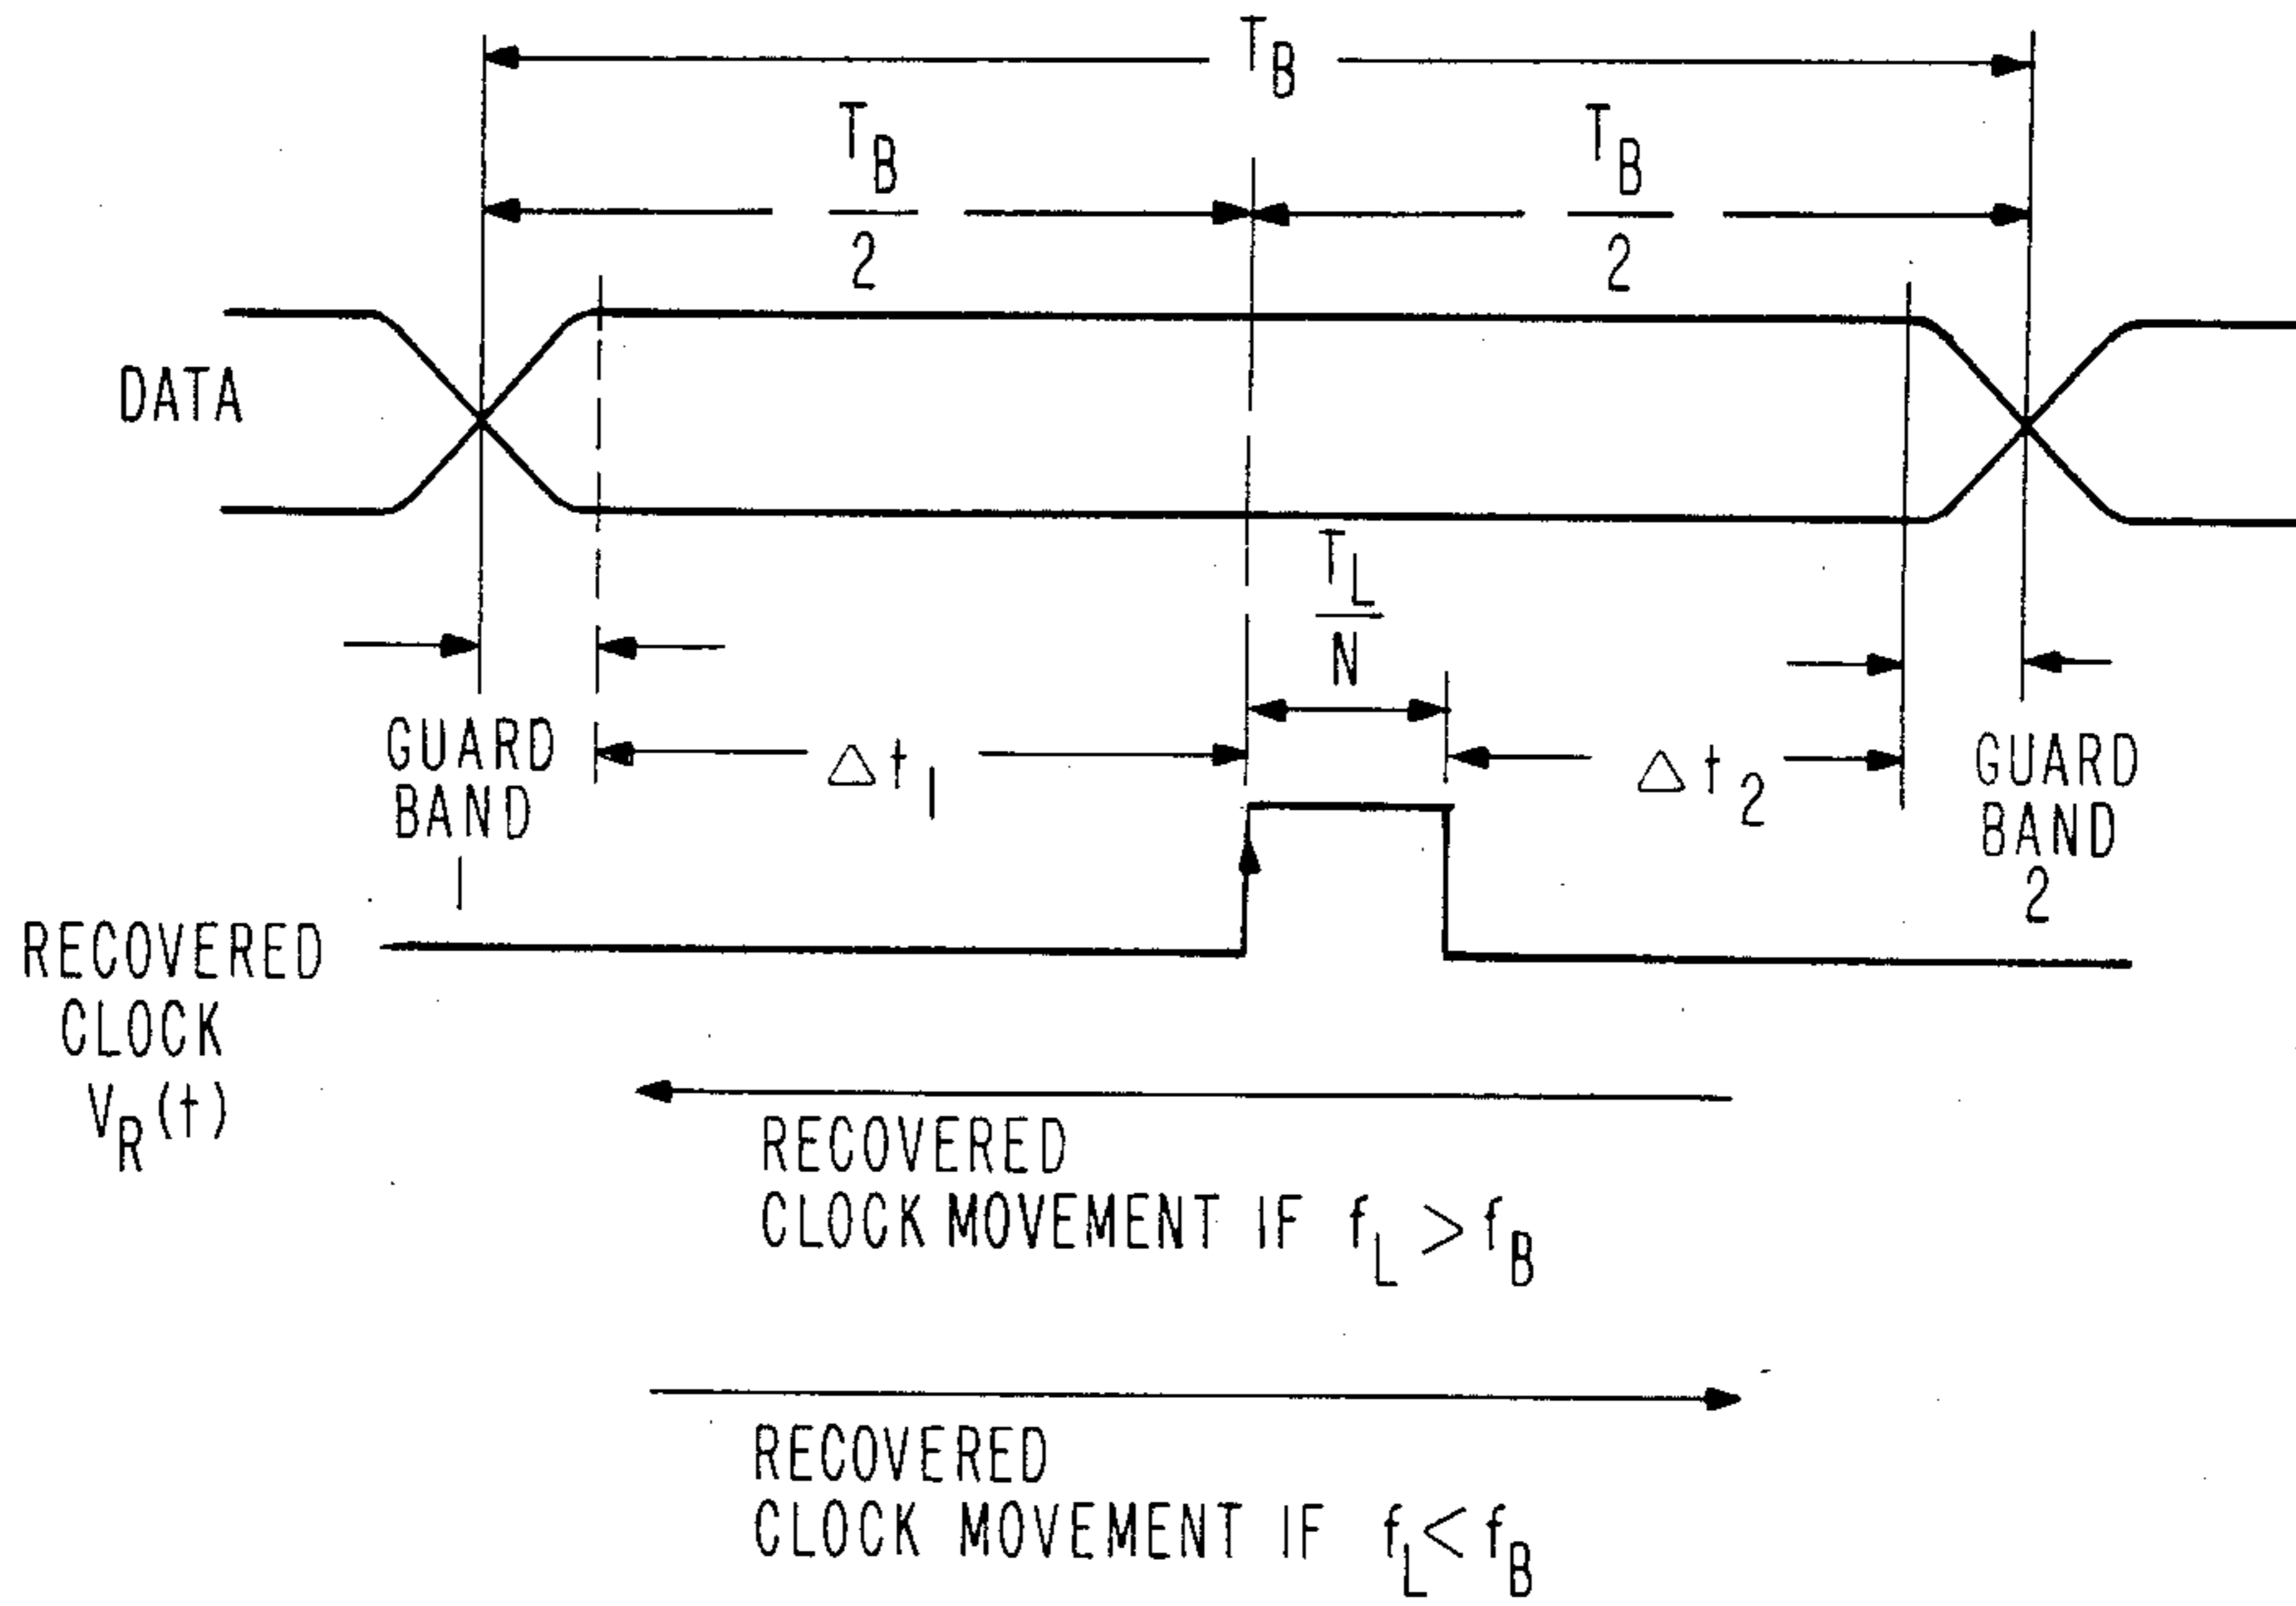 T_B
T_B/2 T_B/2
DATA
T_L/N
GUARD BAND 1
Δt_1
Δt_2
GUARD BAND 2
RECOVERED
CLOCK
V_R(t)
RECOVERED
CLOCK MOVEMENT IF f_L > f_B
RECOVERED
CLOCK MOVEMENT IF f_L < f_B